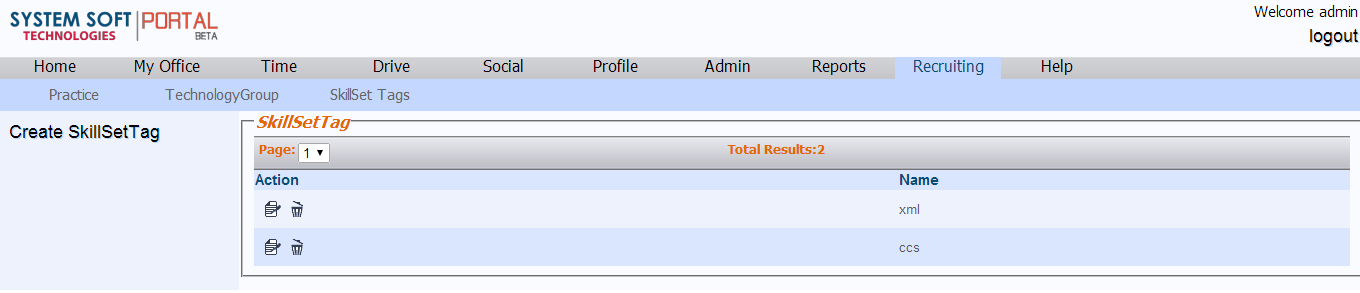 SYSTEM SOFT TECHNOLOGIES PORTAL BETA
Welcome admin
logout
Home My Office Time Drive Social Profile Admin Reports Recruiting Help
Practice TechnologyGroup SkillSet Tags
Create SkillSetTag
SkillSetTag
Page: 1 Total Results:2
Action Name
xml
ccs